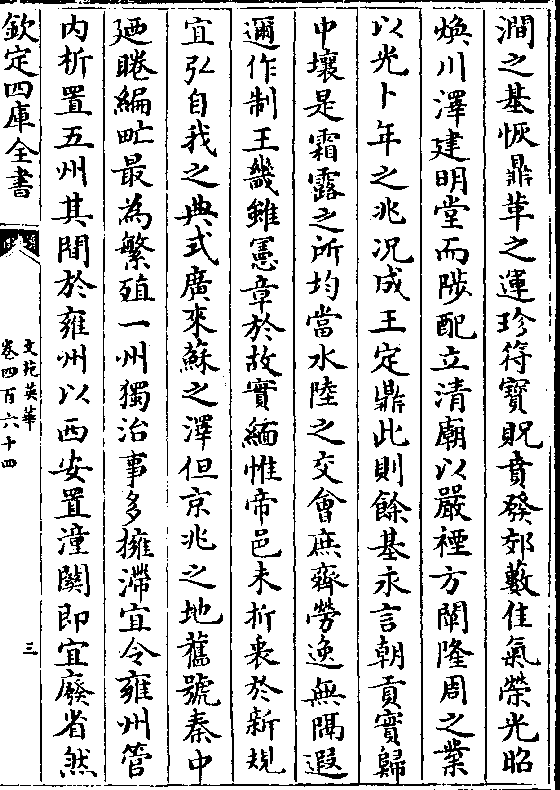 澗之基恢鼎革之運珍符寶貺賁發郊藪佳氣榮光昭
煥川澤建明堂而陟配立清廟以嚴禋方闡隆周之業
以光卜年之兆况成王定鼎此則餘基永言朝貢實歸
中壤是霜露之所均當水陸之交會庶齊勞逸無隔遐
邇作制王畿雖憲章於故實緬惟帝邑未折衷於新規
宜弘自我之典式廣來蘇之澤但京兆之地舊號秦中
廼睠編甿最為繁殖一州獨治事多擁滯宜令雍州管
内析置五州其閒於雍州以西安置潼關即宜廢省然
欽定四庫全書
文苑英華
卷四百六十四
三